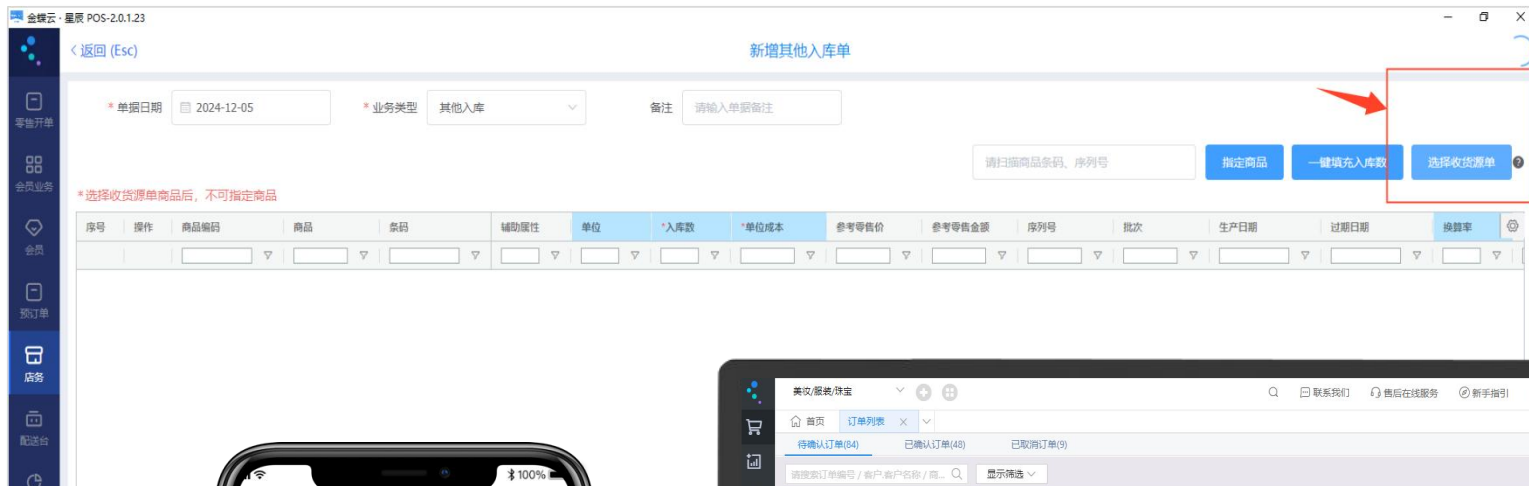 金蝶云·星辰 POS-2.0.1.23
返回 (Esc)
新增其他入库单
* 单据日期 2024-12-05 * 业务类型 其他入库 备注 请输入单据备注
请扫描商品条码、序列号 指定商品 一键填充入库数 选择收货源单
*选择收货源单商品后，不可指定商品
序号 操作 商品编码 商品 条码 辅助属性 单位 *入库数 *单位成本 参考零售价 参考零售金额 序列号 批次 生产日期 过期日期 换算率
零售开单
会员业务
会员
预订单
店务
配送台
100%
美妆/服装/珠宝 联系我们 售后在线服务 新手指引
首页 订单列表
待确认订单(84) 已确认订单(48) 已取消订单(9)
请搜索订单编号 / 客户,客户名称 / 商... 显示筛选